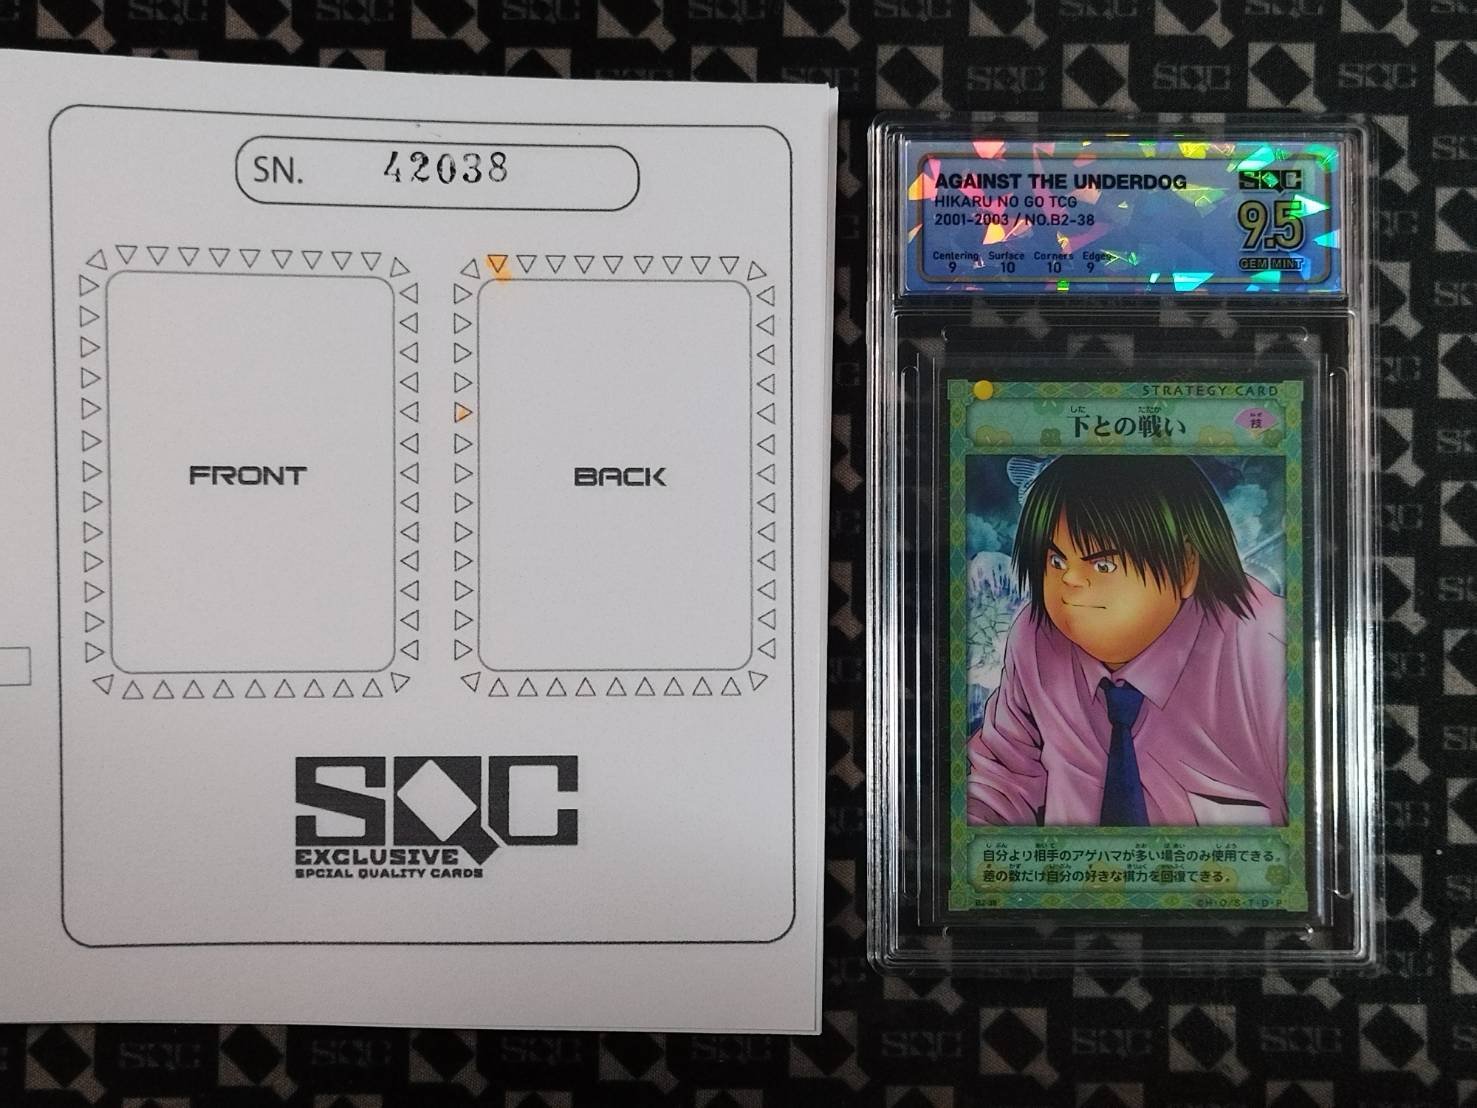 SN. 42038
FRONT
BACK
SQC
EXCLUSIVE
SPCIAL QUALITY CARDS
AGAINST THE UNDERDOG
HIKARU NO GO TCG
2001-2003 / NO.B2-38
SQC
9.5
GEM MINT
Centering Surface Corners Edges
9 10 10 9
STRATEGY CARD
下との戦い
技
自分より相手のアゲハマが多い場合のみ使用できる。
差の数だけ自分の好きな棋力を回復できる。
B2-38
©H・O/S・T・D・P